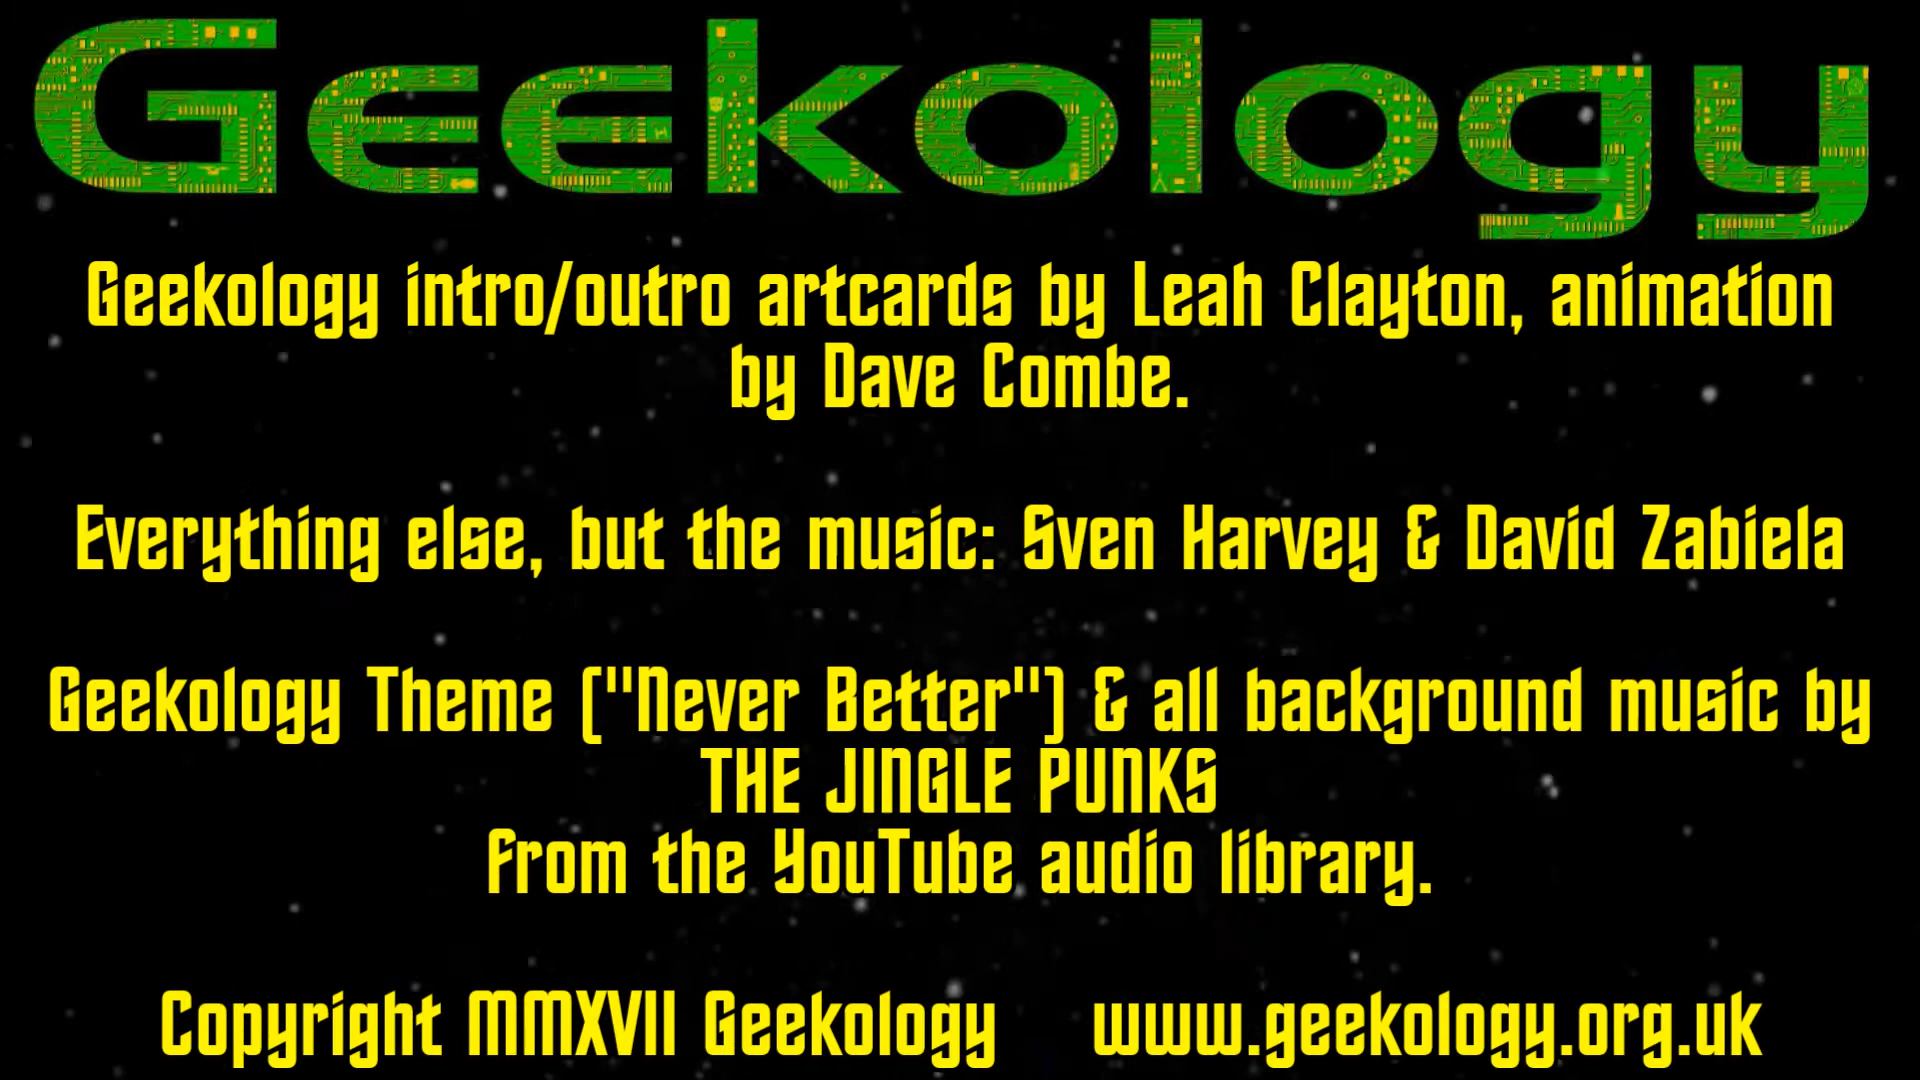 Geekology
Geekology intro/outro artcards by Leah Clayton, animation
by Dave Combe.
Everything else, but the music: Sven Harvey & David Zabiela
Geekology Theme ("Never Better") & all background music by
THE JINGLE PUNKS
from the YouTube audio library.
Copyright MMXVII Geekology www.geekology.org.uk